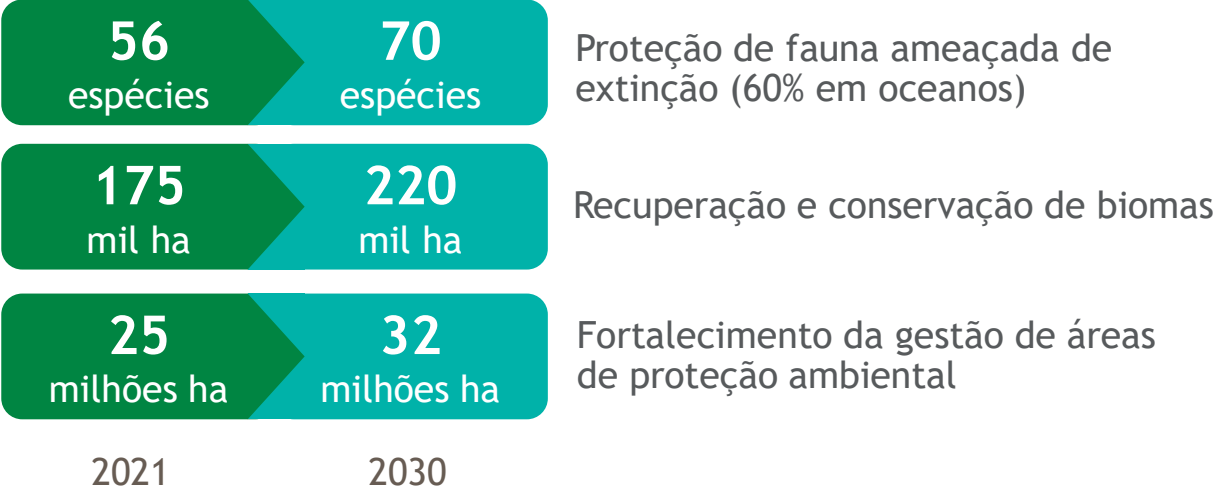 56
espécies
70
espécies
Proteção de fauna ameaçada de
extinção (60% em oceanos)
175
mil ha
220
mil ha
Recuperação e conservação de biomas
25
milhões ha
32
milhões ha
Fortalecimento da gestão de áreas
de proteção ambiental
2021
2030